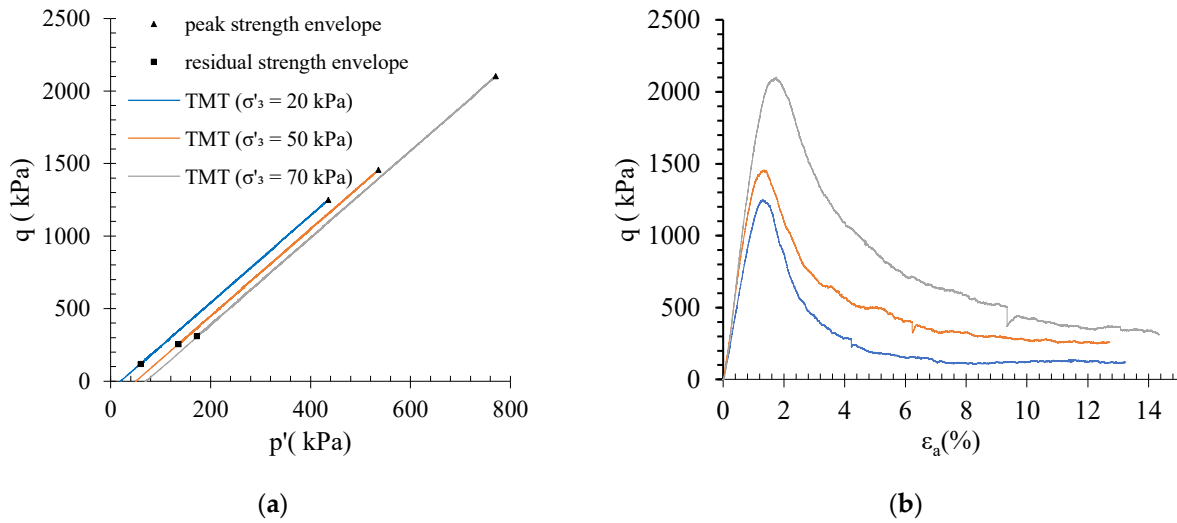 2500
2000
1500
1000
500
0
q ( kPa)
peak strength envelope
residual strength envelope
TMT (σ'₃ = 20 kPa)
TMT (σ'₃ = 50 kPa)
TMT (σ'₃ = 70 kPa)
0 200 400 600 800
p'( kPa)
(a)
2500
2000
1500
1000
500
0
q ( kPa)
0 2 4 6 8 10 12 14
εₐ(%)
(b)